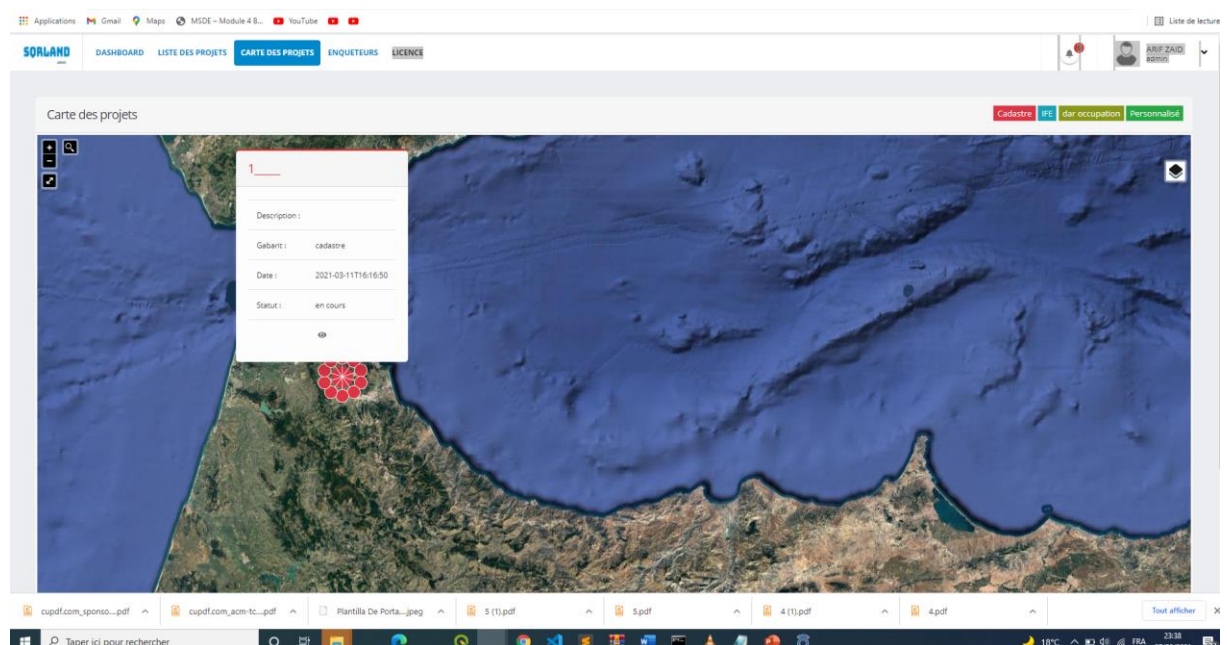 Applications Gmail Maps MSDE – Module 4 B... YouTube Liste de lecture
SORLAND DASHBOARD LISTE DES PROJETS CARTE DES PROJETS ENQUETEURS LICENCE ARIF ZAID
admin
Carte des projets Cadastre IFE dar occupation Personnalisé
1____
Description :
Gabarit : cadastre
Date : 2021-03-11T16:16:50
Statut : en cours
cupdf.com_sponso....pdf cupdf.com_acm-tc....pdf Plantilla De Porta....jpeg 5 (1).pdf 5.pdf 4 (1).pdf 4.pdf Tout afficher
Taper ici pour rechercher 18°C FRA 23:38